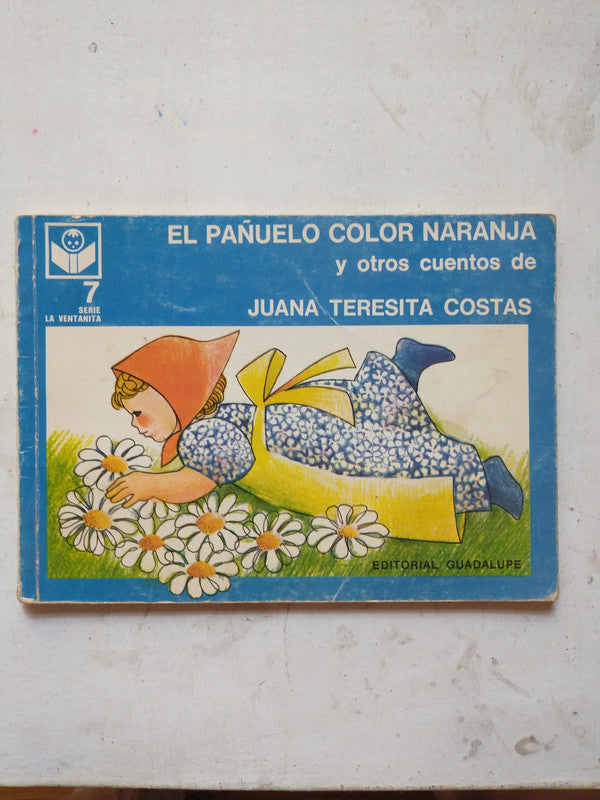 EL PAÑUELO COLOR NARANJA
y otros cuentos de
JUANA TERESITA COSTAS
7
SERIE
LA VENTANITA
EDITORIAL GUADALUPE